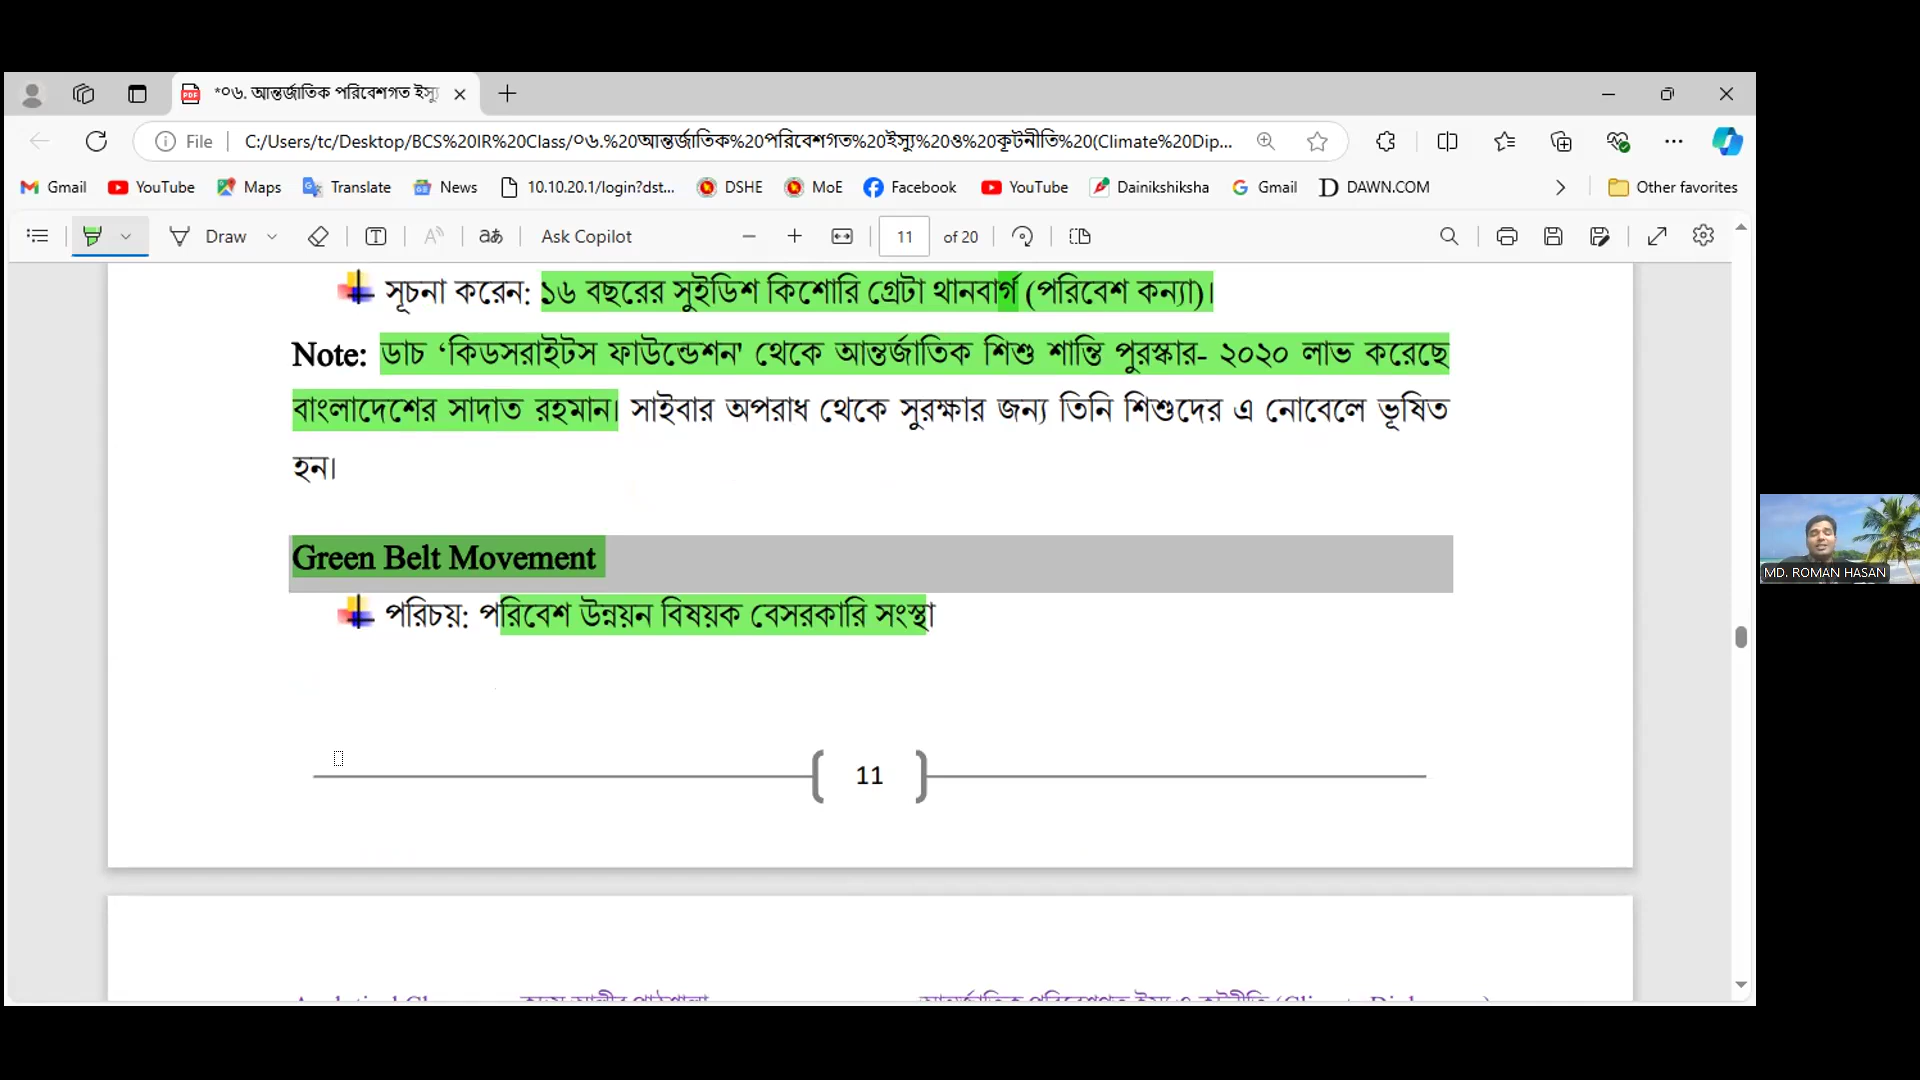 *০৬. আন্তর্জাতিক পরিবেশগত ইস্যু
File C:/Users/tc/Desktop/BCS%20IR%20Class/০৬.%20আন্তর্জাতিক%20পরিবেশগত%20ইস্যু%20ও%20কূটনীতি%20(Climate%20Dip...
Gmail YouTube Maps Translate News 10.10.20.1/login?dst... DSHE MoE Facebook YouTube Dainikshiksha Gmail DAWN.COM Other favorites
Draw Ask Copilot 11 of 20
সূচনা করেন: ১৬ বছরের সুইডিশ কিশোরি গ্রেটা থানবার্গ (পরিবেশ কন্যা)।
Note: ডাচ ‘কিডসরাইটস ফাউন্ডেশন' থেকে আন্তর্জাতিক শিশু শান্তি পুরস্কার- ২০২০ লাভ করেছে
বাংলাদেশের সাদাত রহমান। সাইবার অপরাধ থেকে সুরক্ষার জন্য তিনি শিশুদের এ নোবেলে ভূষিত
হন।
Green Belt Movement
পরিচয়: পরিবেশ উন্নয়ন বিষয়ক বেসরকারি সংস্থা
11
MD. ROMAN HASAN